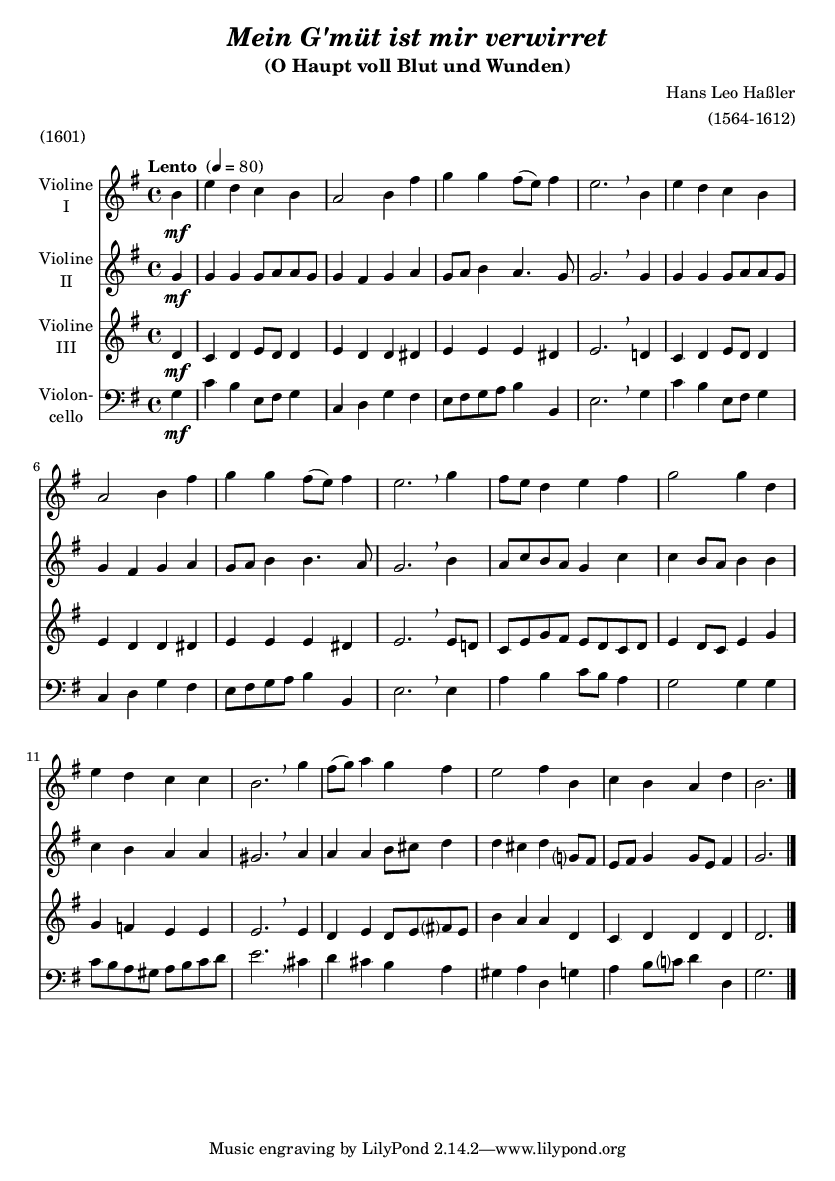 Mein G'müt ist mir verwirret
(O Haupt voll Blut und Wunden)
Hans Leo Haßler
(1564-1612)
(1601)
Lento (♩ = 80)
Violine
I
mf
Violine
II
mf
Violine
III
mf
Violon-
cello
mf
6
11
Music engraving by LilyPond 2.14.2—www.lilypond.org